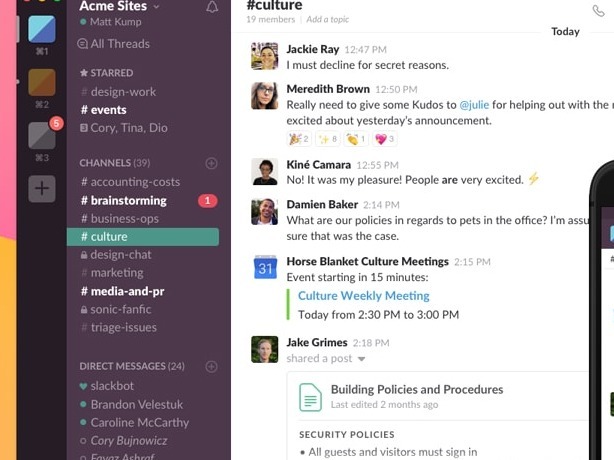 Acme Sites
Matt Kump
All Threads
STARRED
# design-work
# events
Cory, Tina, Dio
CHANNELS (39)
# accounting-costs
# brainstorming 1
# business-ops
# culture
design-chat
# marketing
# media-and-pr
sonic-fanfic
# triage-issues
DIRECT MESSAGES (24)
slackbot
Brandon Velestuk
Caroline McCarthy
Cory Bujnowicz
Fayaz Ashraf
⌘1
⌘2
5
⌘3
#culture
19 members | Add a topic
Today
Jackie Ray 12:47 PM
I must decline for secret reasons.
Meredith Brown 12:50 PM
Really need to give some Kudos to @julie for helping out with the
excited about yesterday's announcement.
2 8 1 3
Kiné Camara 12:55 PM
No! It was my pleasure! People are very excited. ⚡
Damien Baker 2:14 PM
What are our policies in regards to pets in the office? I'm assu
sure that was the case.
31
Horse Blanket Culture Meetings 2:15 PM
Event starting in 15 minutes:
Culture Weekly Meeting
Today from 2:30 PM to 3:00 PM
Jake Grimes 2:18 PM
shared a post
Building Policies and Procedures
Last edited 2 months ago
SECURITY POLICIES
• All guests and visitors must sign in